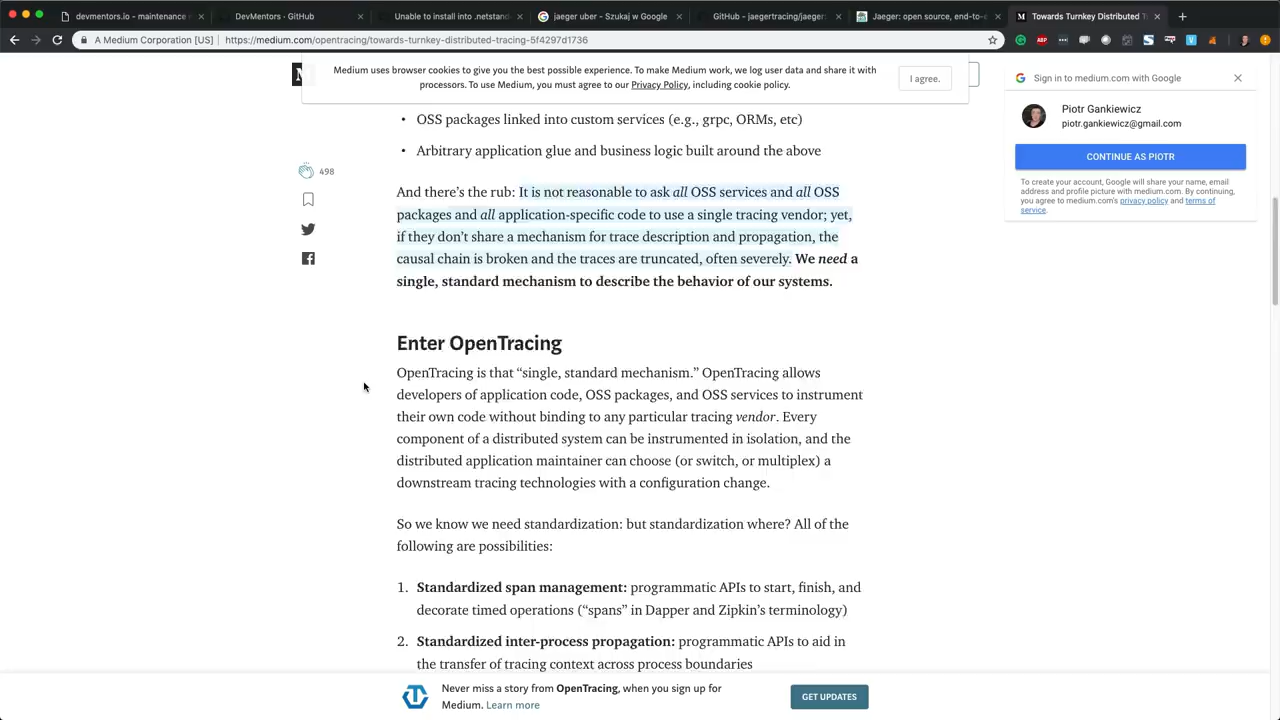 devmentors.io - maintenance
DevMentors · GitHub
Unable to install into .netstand
jaeger uber - Szukaj w Google
GitHub - jaegertracing/jaeger:
Jaeger: open source, end-to-e
Towards Turnkey Distributed T
A Medium Corporation [US] | https://medium.com/opentracing/towards-turnkey-distributed-tracing-5f4297d1736
Medium uses browser cookies to give you the best possible experience. To make Medium work, we log user data and share it with
processors. To use Medium, you must agree to our Privacy Policy, including cookie policy.
I agree.
Sign in to medium.com with Google
Piotr Gankiewicz
piotr.gankiewicz@gmail.com
CONTINUE AS PIOTR
To create your account, Google will share your name, email
address and profile picture with medium.com. By continuing,
you agree to medium.com's privacy policy and terms of
service.
498
• OSS packages linked into custom services (e.g., grpc, ORMs, etc)
• Arbitrary application glue and business logic built around the above
And there's the rub: It is not reasonable to ask all OSS services and all OSS
packages and all application-specific code to use a single tracing vendor; yet,
if they don't share a mechanism for trace description and propagation, the
causal chain is broken and the traces are truncated, often severely. We need a
single, standard mechanism to describe the behavior of our systems.
Enter OpenTracing
OpenTracing is that “single, standard mechanism.” OpenTracing allows
developers of application code, OSS packages, and OSS services to instrument
their own code without binding to any particular tracing vendor. Every
component of a distributed system can be instrumented in isolation, and the
distributed application maintainer can choose (or switch, or multiplex) a
downstream tracing technologies with a configuration change.
So we know we need standardization: but standardization where? All of the
following are possibilities:
1. Standardized span management: programmatic APIs to start, finish, and
decorate timed operations (“spans” in Dapper and Zipkin's terminology)
2. Standardized inter-process propagation: programmatic APIs to aid in
the transfer of tracing context across process boundaries
Never miss a story from OpenTracing, when you sign up for
Medium. Learn more
GET UPDATES